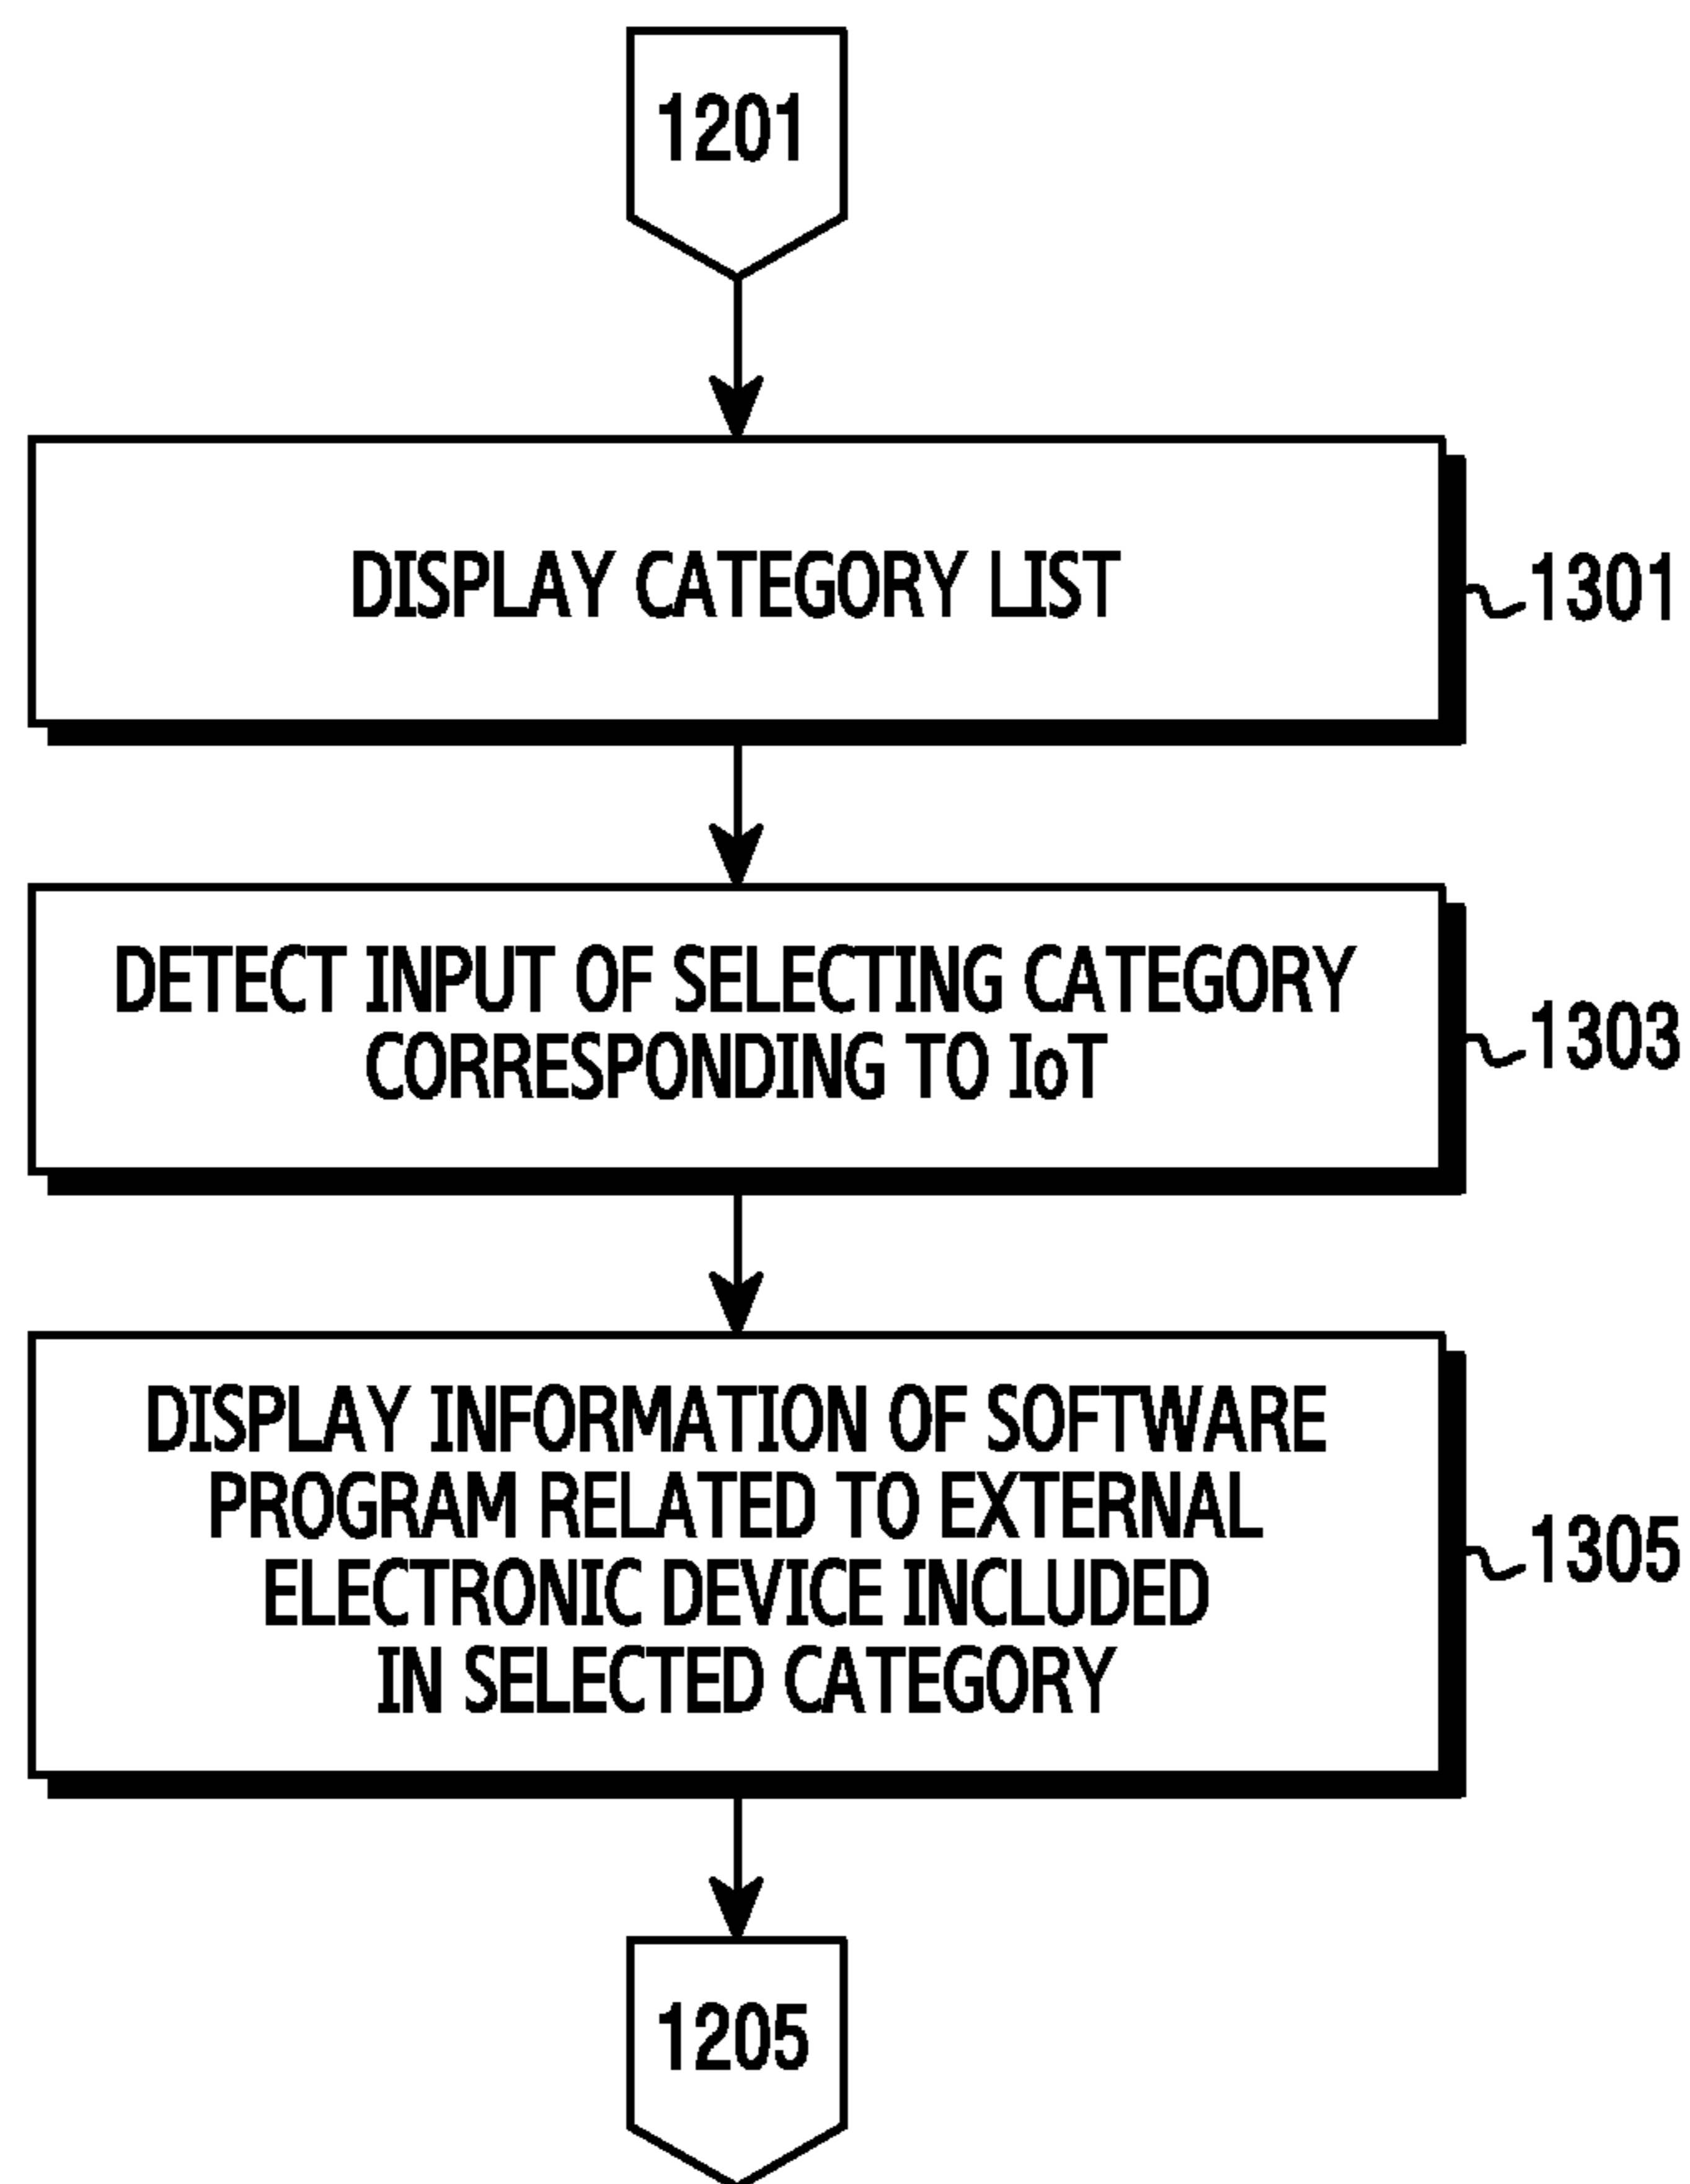 1201
DISPLAY CATEGORY LIST
1301
DETECT INPUT OF SELECTING CATEGORY
CORRESPONDING TO IoT
1303
DISPLAY INFORMATION OF SOFTWARE
PROGRAM RELATED TO EXTERNAL
ELECTRONIC DEVICE INCLUDED
IN SELECTED CATEGORY
1305
1205